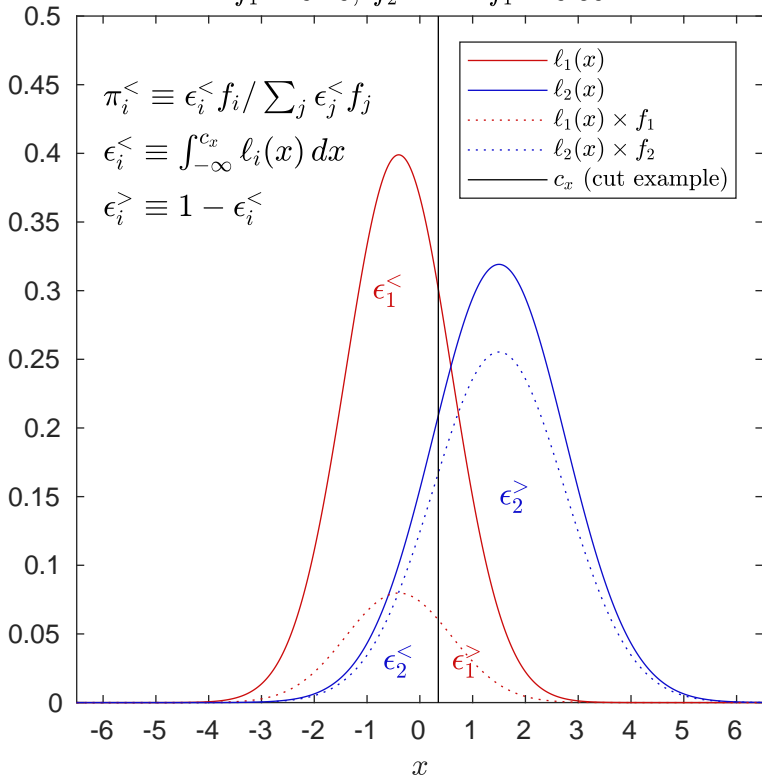 0.5
0.45
0.4
0.35
0.3
0.25
0.2
0.15
0.1
0.05
0
π_i^< ≡ ϵ_i^< f_i / ∑_j ϵ_j^< f_j
ϵ_i^< ≡ ∫_{-∞}^{c_x} ℓ_i(x) dx
ϵ_i^> ≡ 1 − ϵ_i^<
ℓ_1(x)
ℓ_2(x)
ℓ_1(x) × f_1
ℓ_2(x) × f_2
c_x (cut example)
ϵ_1^<
ϵ_2^>
ϵ_2^< ϵ_1^>
-6 -5 -4 -3 -2 -1 0 1 2 3 4 5 6
x